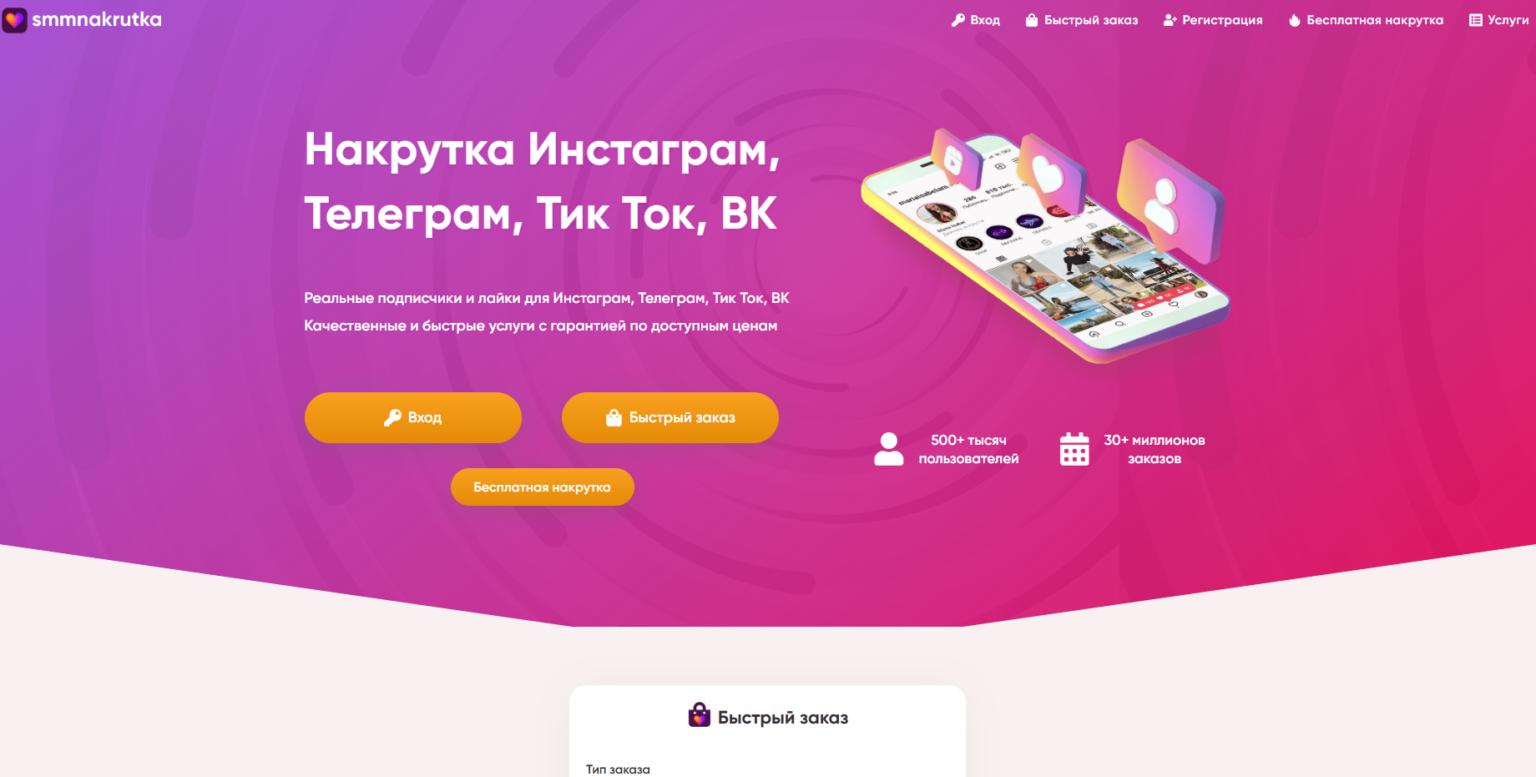 smmnakrutka
Вход
Быстрый заказ
Регистрация
Бесплатная накрутка
Услуги
Накрутка Инстаграм,
Телеграм, Тик Ток, ВК
Реальные подписчики и лайки для Инстаграм, Телеграм, Тик Ток, ВК
Качественные и быстрые услуги с гарантией по доступным ценам
Вход
Быстрый заказ
Бесплатная накрутка
500+ тысяч
пользователей
30+ миллионов
заказов
Быстрый заказ
Тип заказа